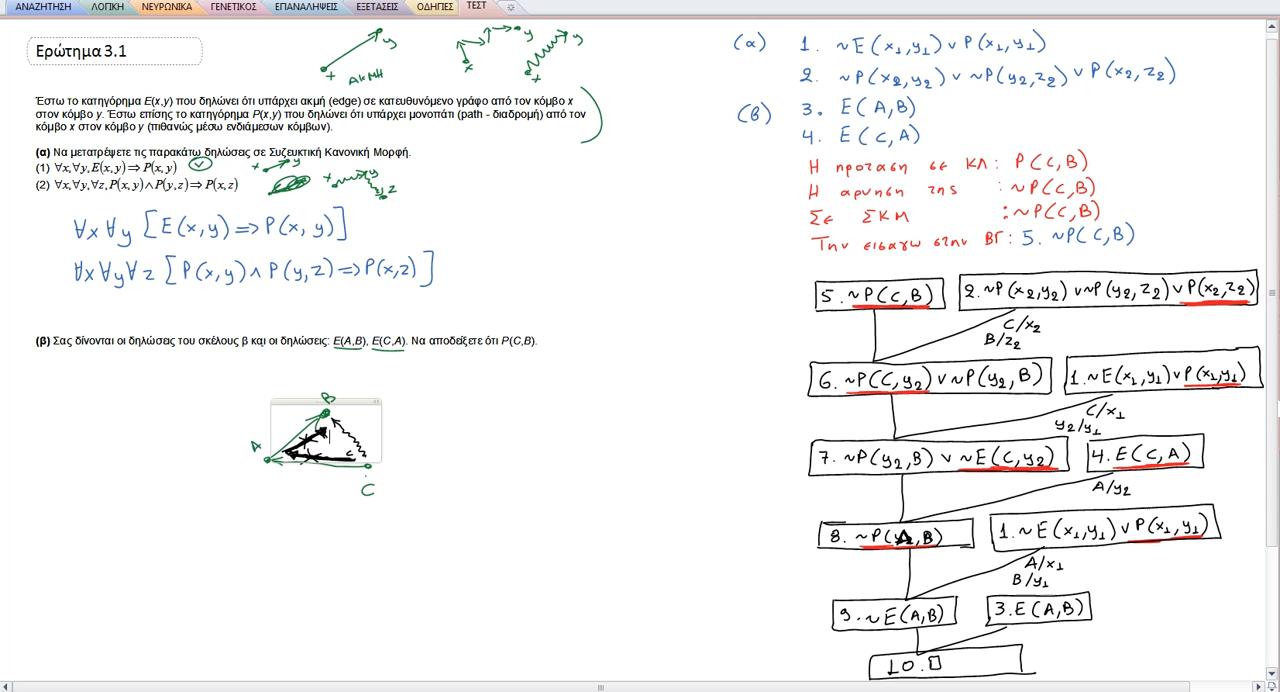 ΑΝΑΖΗΤΗΣΗ ΛΟΓΙΚΗ ΝΕΥΡΩΝΙΚΑ ΓΕΝΕΤΙΚΟΣ ΕΠΑΝΑΛΗΨΕΙΣ ΕΞΕΤΑΣΕΙΣ ΟΔΗΓΙΕΣ ΤΕΣΤ
Ερώτημα 3.1
x y ΑΚΜΗ
x y
x y
Έστω το κατηγόρημα E(x,y) που δηλώνει ότι υπάρχει ακμή (edge) σε κατευθυνόμενο γράφο από τον κόμβο x
στον κόμβο y. Έστω επίσης το κατηγόρημα P(x,y) που δηλώνει ότι υπάρχει μονοπάτι (path - διαδρομή) από τον
κόμβο x στον κόμβο y (πιθανώς μέσω ενδιάμεσων κόμβων).
(α) Να μετατρέψετε τις παρακάτω δηλώσεις σε Συζευκτική Κανονική Μορφή.
(1) ∀x,∀y, E(x,y) ⇒ P(x,y)
x y
(2) ∀x,∀y,∀z, P(x,y)∧P(y,z) ⇒ P(x,z)
x y z
∀x ∀y [E(x,y) => P(x,y)]
∀x ∀y ∀z [P(x,y) ∧ P(y,z) => P(x,z)]
(β) Σας δίνονται οι δηλώσεις του σκέλους β και οι δηλώσεις: E(A,B), E(C,A). Να αποδείξετε ότι P(C,B).
B
A
C
(α) 1. ~E(x1,y1) ∨ P(x1,y1)
2. ~P(x2,y2) ∨ ~P(y2,z2) ∨ P(x2,z2)
(β) 3. E(A,B)
4. E(C,A)
Η προταση σε ΚΛ: P(C,B)
Η αρνηση της : ~P(C,B)
Σε ΣΚΜ : ~P(C,B)
Την εισαγω στην ΒΓ: 5. ~P(C,B)
5. ~P(C,B) 2. ~P(x2,y2) ∨ ~P(y2,z2) ∨ P(x2,z2)
C/x2
B/z2
6. ~P(C,y2) ∨ ~P(y2,B) 1. ~E(x1,y1) ∨ P(x1,y1)
C/x1
y2/y1
7. ~P(y2,B) ∨ ~E(C,y2) 4. E(C,A)
A/y2
8. ~P(A,B) 1. ~E(x1,y1) ∨ P(x1,y1)
A/x1
B/y1
9. ~E(A,B) 3. E(A,B)
10. □